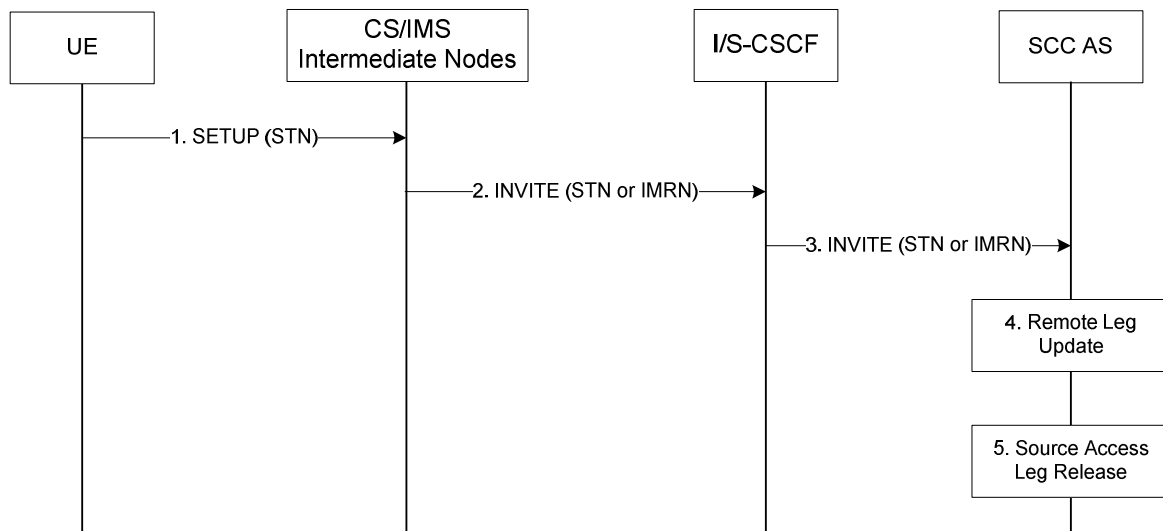 UE
CS/IMS
Intermediate Nodes
I/S-CSCF
SCC AS
1. SETUP (STN)
2. INVITE (STN or IMRN)
3. INVITE (STN or IMRN)
4. Remote Leg
Update
5. Source Access
Leg Release